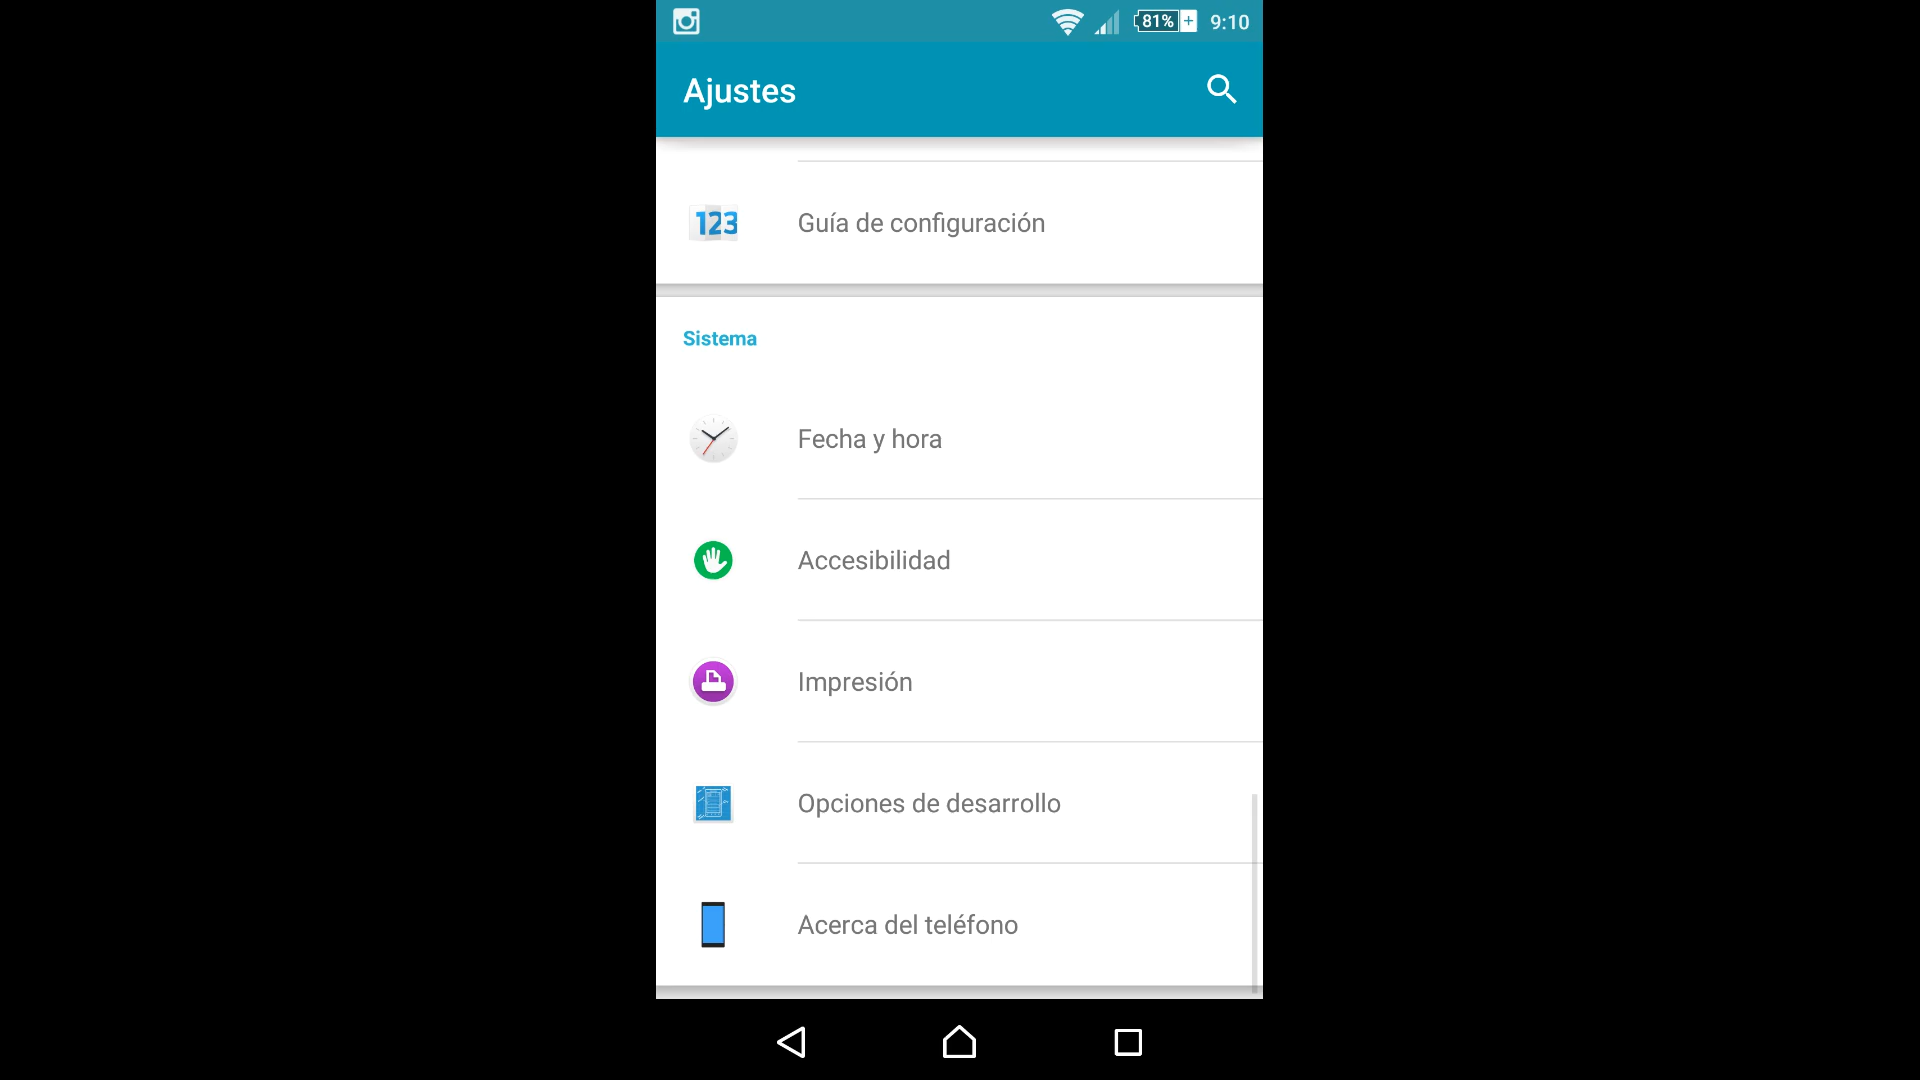 81% 9:10
Ajustes
123
Guía de configuración
Sistema
Fecha y hora
Accesibilidad
Impresión
Opciones de desarrollo
Acerca del teléfono